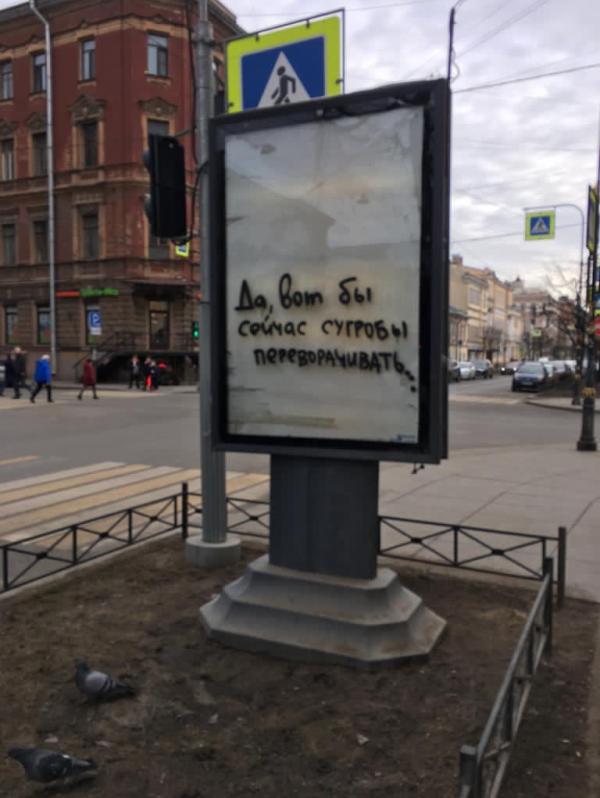 Да, вот бы
сейчас сугробы
переворачивать...